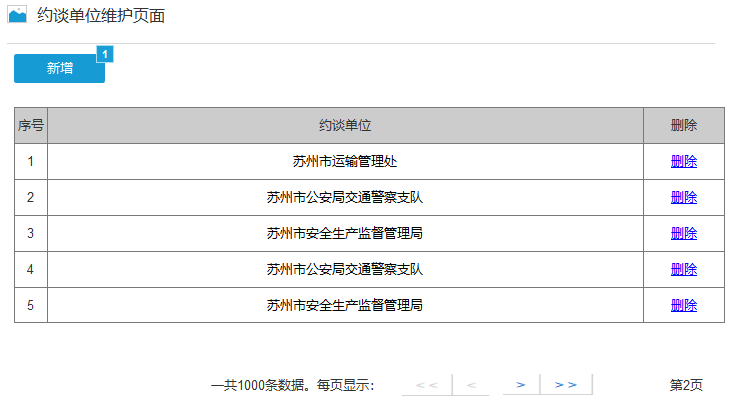 约谈单位维护页面
新增 1
序号 约谈单位 删除
1 苏州市运输管理处 删除
2 苏州市公安局交通警察支队 删除
3 苏州市安全生产监督管理局 删除
4 苏州市公安局交通警察支队 删除
5 苏州市安全生产监督管理局 删除
一共1000条数据。每页显示： << < > >> 第2页